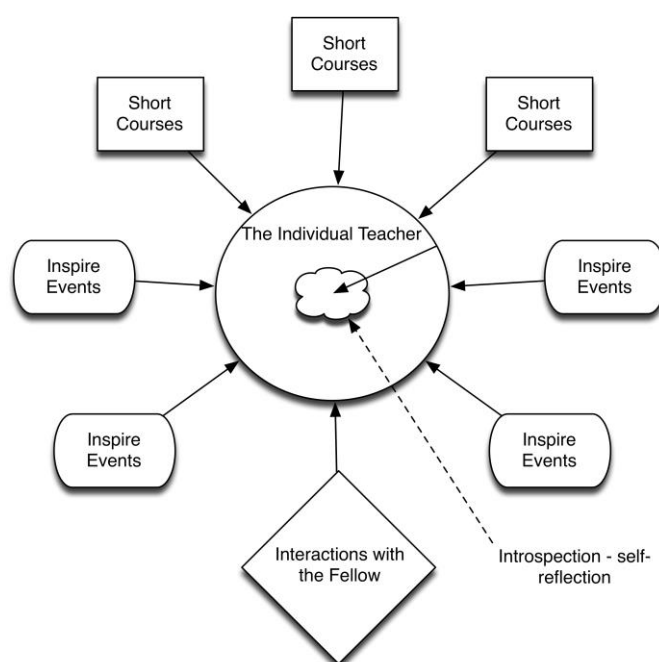 Short
Courses
Short
Courses
Short
Courses
The Individual Teacher
Inspire
Events
Inspire
Events
Inspire
Events
Inspire
Events
Interactions with
the Fellow
Introspection - self-
reflection